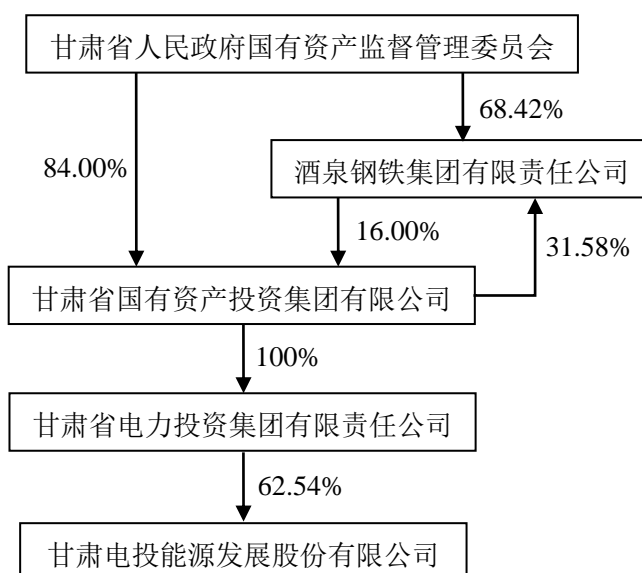 甘肃省人民政府国有资产监督管理委员会
68.42%
84.00%
酒泉钢铁集团有限责任公司
16.00%
31.58%
甘肃省国有资产投资集团有限公司
100%
甘肃省电力投资集团有限责任公司
62.54%
甘肃电投能源发展股份有限公司